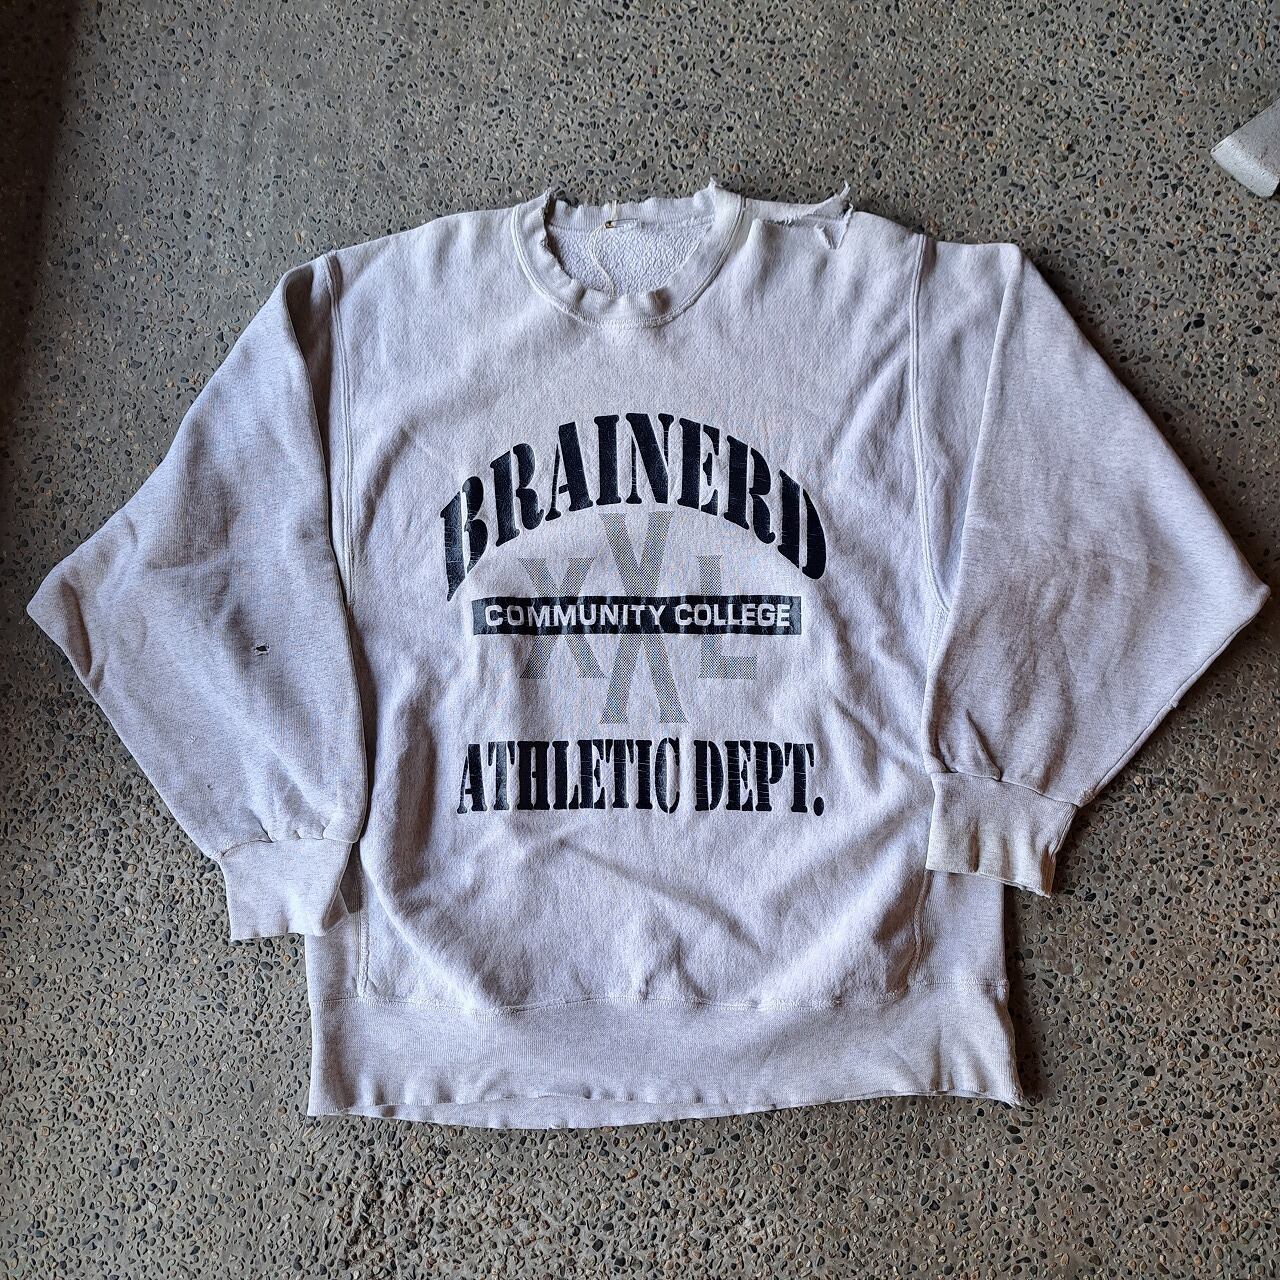 BRAINERD
XXL
COMMUNITY COLLEGE
ATHLETIC DEPT.